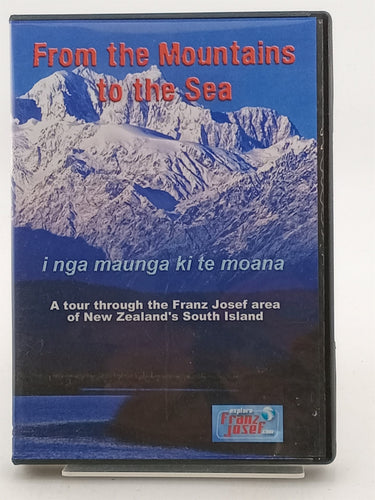 From the Mountains
to the Sea
i nga maunga ki te moana
A tour through the Franz Josef area
of New Zealand's South Island
explore
Franz
Josef.com